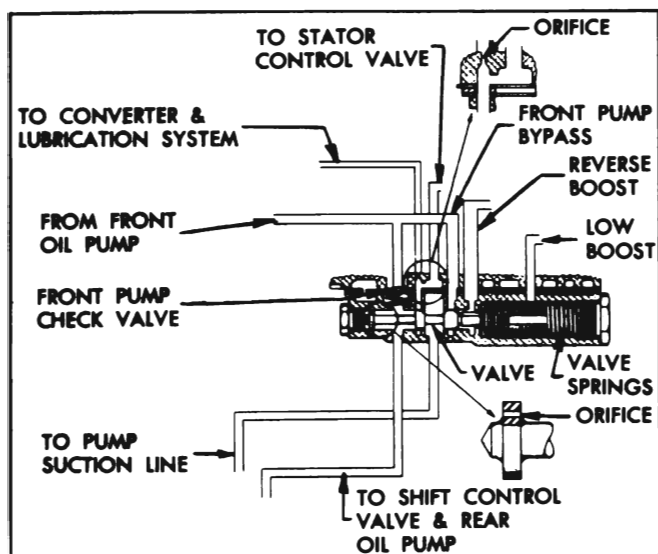 TO STATOR
CONTROL VALVE
ORIFICE
TO CONVERTER &
LUBRICATION SYSTEM
FRONT PUMP
BYPASS
REVERSE
BOOST
FROM FRONT
OIL PUMP
LOW
BOOST
FRONT PUMP
CHECK VALVE
VALVE
VALVE
SPRINGS
ORIFICE
TO PUMP
SUCTION LINE
TO SHIFT CONTROL
VALVE & REAR
OIL PUMP